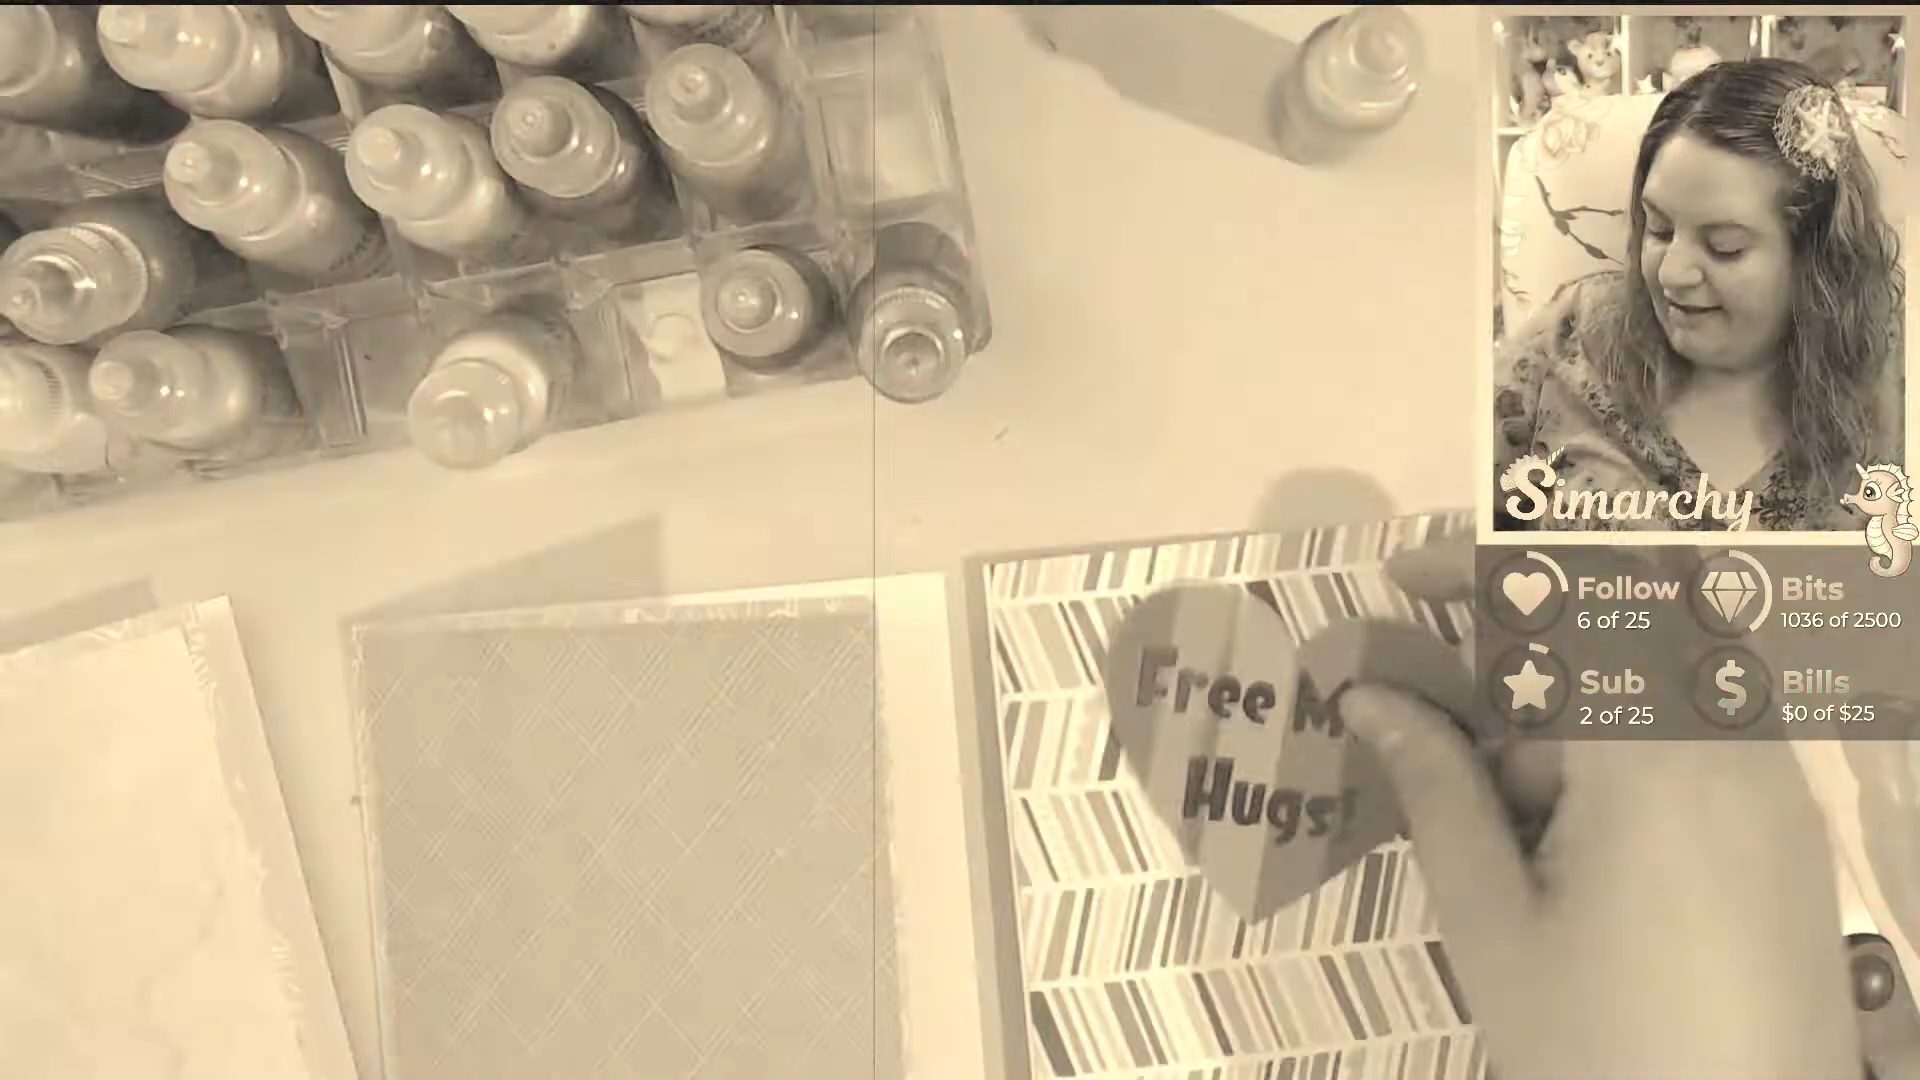 Simarchy
Follow
6 of 25
Bits
1036 of 2500
Sub
2 of 25
Bills
$0 of $25
Free
Hugs!